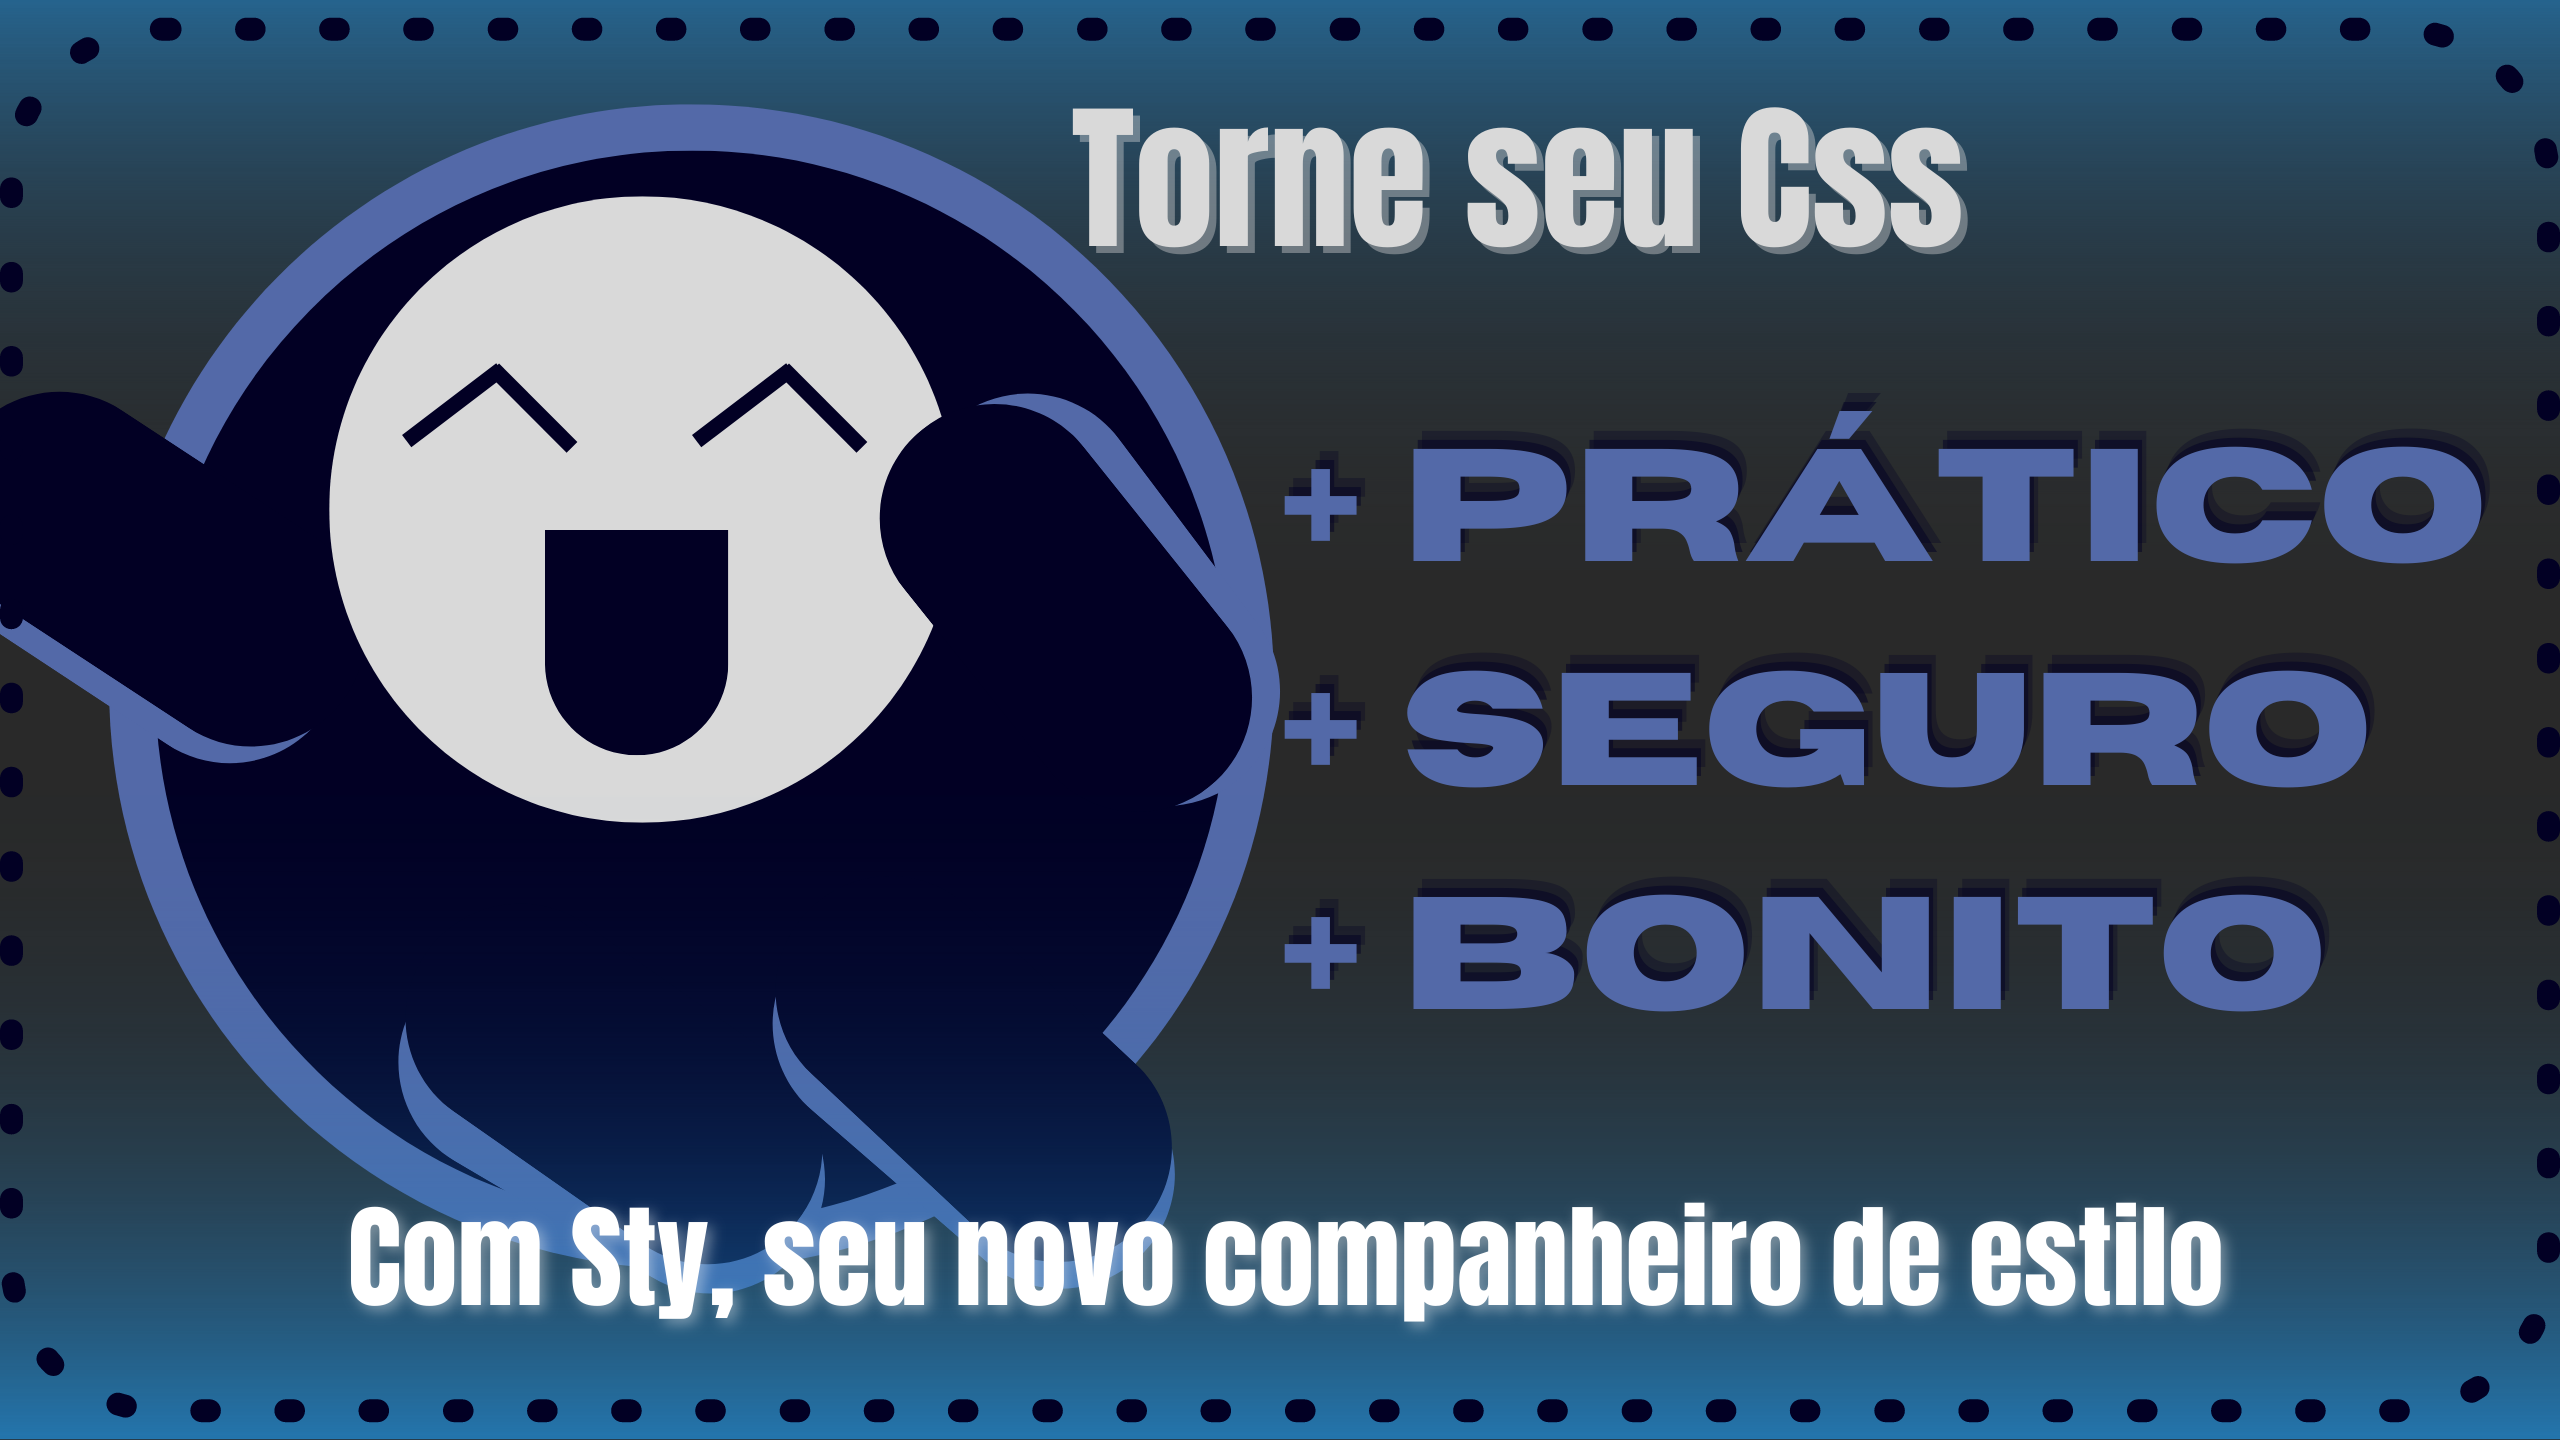 Torne seu Css
+ PRÁTICO
+ SEGURO
+ BONITO
Com Sty, seu novo companheiro de estilo